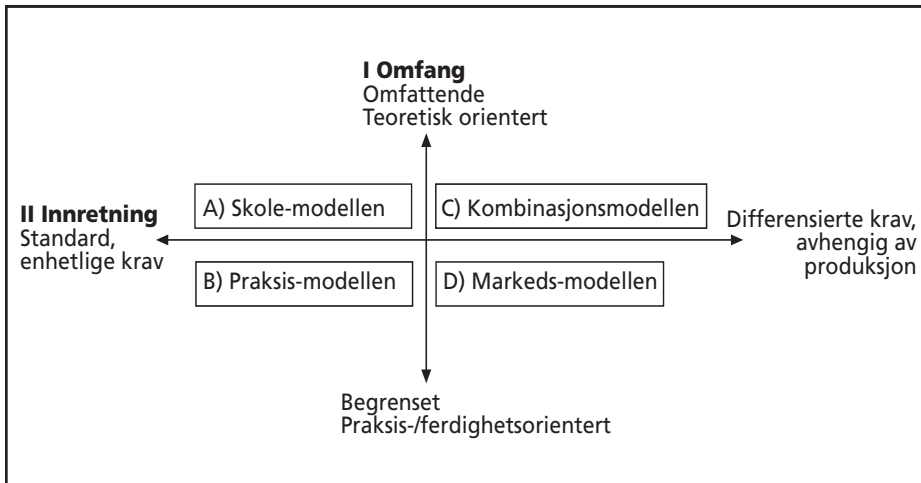 I Omfang
Omfattende
Teoretisk orientert
A) Skole-modellen
C) Kombinasjonsmodellen
II Innretning
Standard,
enhetlige krav
Differensierte krav,
avhengig av
produksjon
B) Praksis-modellen
D) Markeds-modellen
Begrenset
Praksis-/ferdighetsorientert